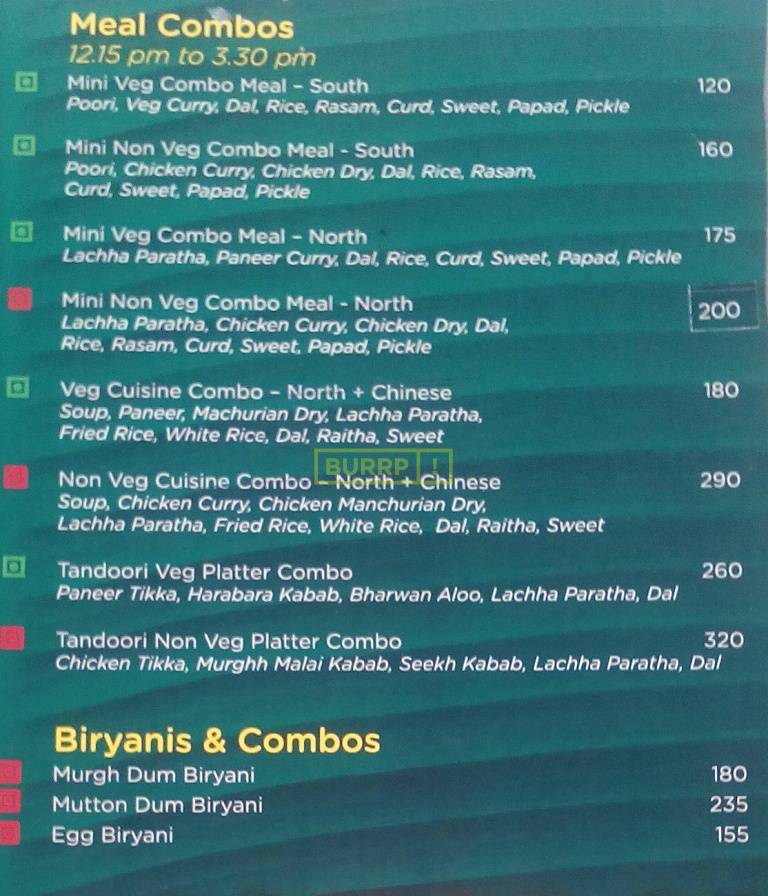 Meal Combos
12.15 pm to 3.30 pm
Mini Veg Combo Meal – South 120
Poori, Veg Curry, Dal, Rice, Rasam, Curd, Sweet, Papad, Pickle
Mini Non Veg Combo Meal - South 160
Poori, Chicken Curry, Chicken Dry, Dal, Rice, Rasam,
Curd, Sweet, Papad, Pickle
Mini Veg Combo Meal – North 175
Lachha Paratha, Paneer Curry, Dal, Rice, Curd, Sweet, Papad, Pickle
Mini Non Veg Combo Meal - North 200
Lachha Paratha, Chicken Curry, Chicken Dry, Dal,
Rice, Rasam, Curd, Sweet, Papad, Pickle
Veg Cuisine Combo – North + Chinese 180
Soup, Paneer, Machurian Dry, Lachha Paratha,
Fried Rice, White Rice, Dal, Raitha, Sweet
BURRP !
Non Veg Cuisine Combo – North + Chinese 290
Soup, Chicken Curry, Chicken Manchurian Dry,
Lachha Paratha, Fried Rice, White Rice, Dal, Raitha, Sweet
Tandoori Veg Platter Combo 260
Paneer Tikka, Harabara Kabab, Bharwan Aloo, Lachha Paratha, Dal
Tandoori Non Veg Platter Combo 320
Chicken Tikka, Murghh Malai Kabab, Seekh Kabab, Lachha Paratha, Dal
Biryanis & Combos
Murgh Dum Biryani 180
Mutton Dum Biryani 235
Egg Biryani 155